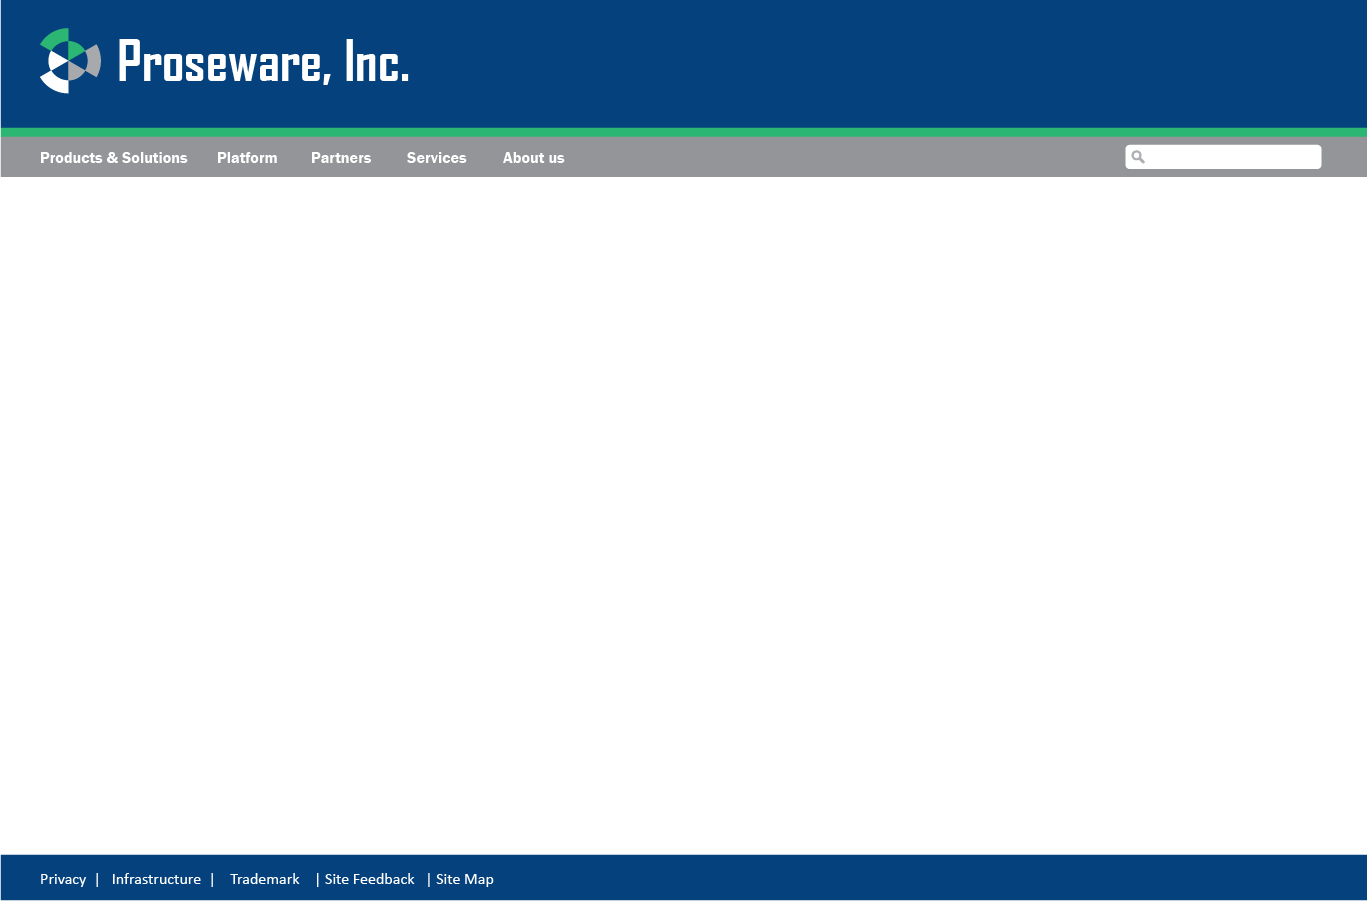 Proseware, Inc.
Products & Solutions Platform Partners Services About us
Privacy | Infrastructure | Trademark | Site Feedback | Site Map